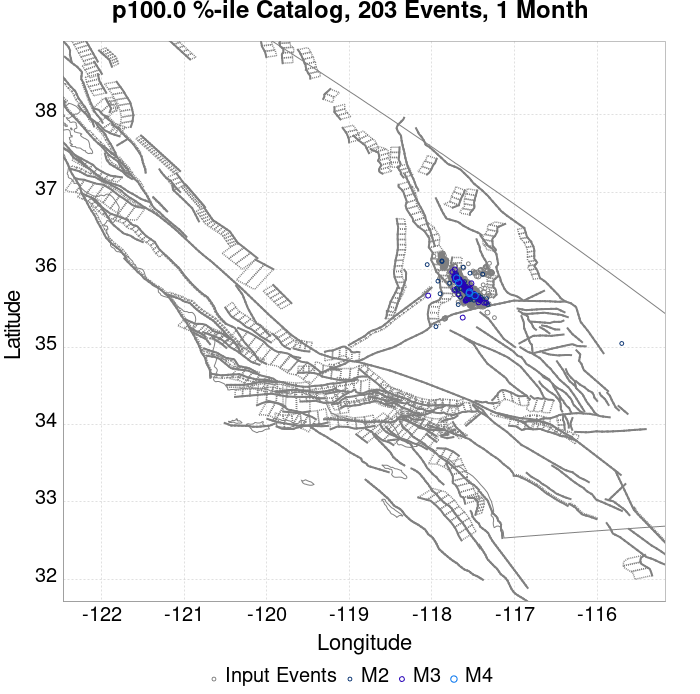 p100.0 %-ile Catalog, 203 Events, 1 Month
Latitude
38
37
36
35
34
33
32
-122 -121 -120 -119 -118 -117 -116
Longitude
Input Events M2 M3 M4